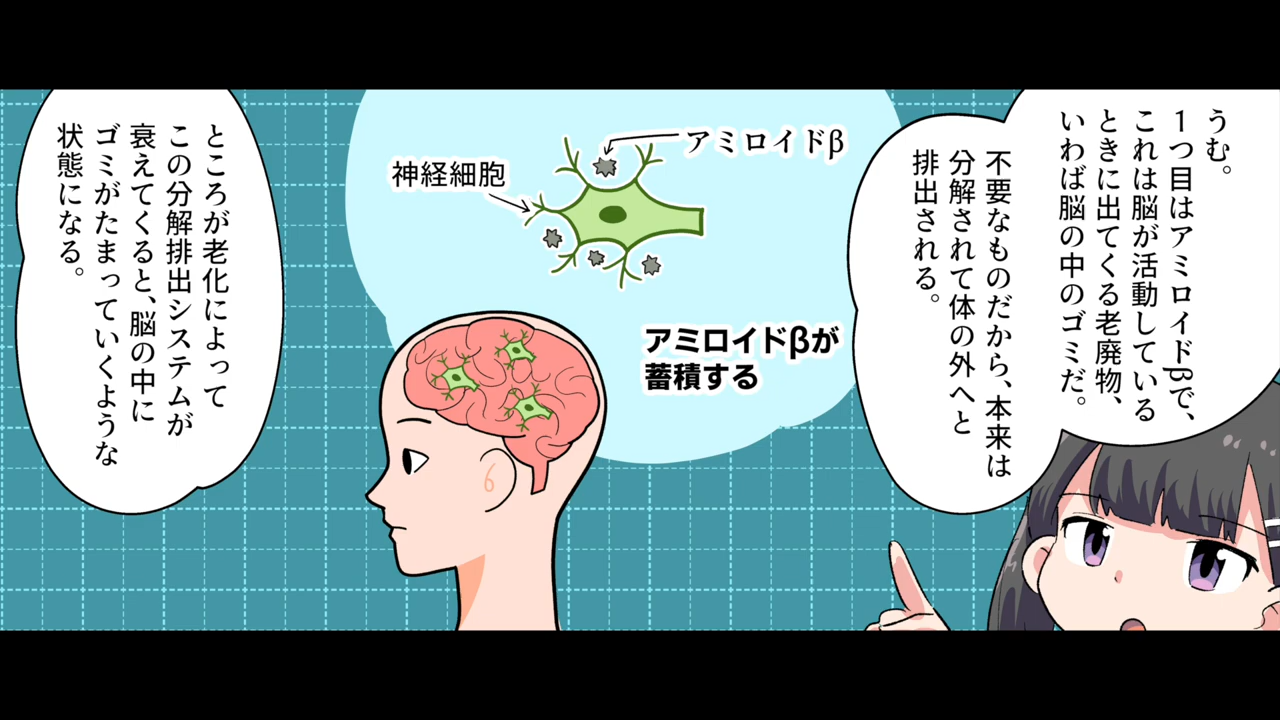 うむ。
１つ目はアミロイドβで、
これは脳が活動している
ときに出てくる老廃物、
いわば脳の中のゴミだ。
不要なものだから、本来は
分解されて体の外へと
排出される。
アミロイドβ
神経細胞
アミロイドβが
蓄積する
ところが老化によって
この分解排出システムが
衰えてくると、脳の中に
ゴミがたまっていくような
状態になる。